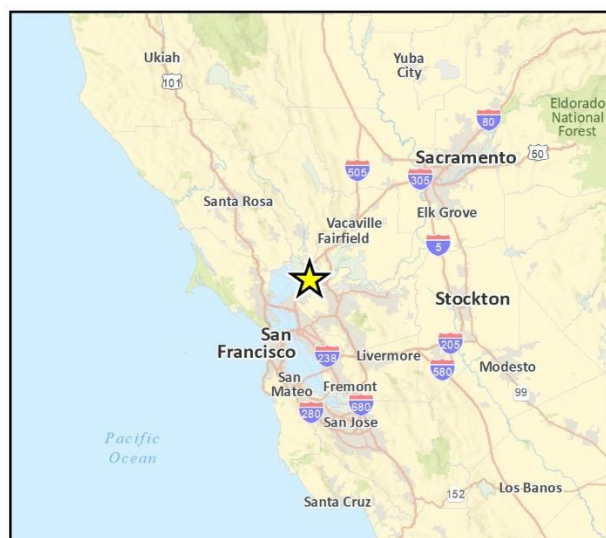 Ukiah
101
Yuba
City
Eldorado
National
Forest
80
Sacramento
50
505
305
Santa Rosa
Elk Grove
Vacaville
Fairfield
5
Stockton
San
Francisco
205
238
Livermore
580
Modesto
San
Mateo
Fremont
99
280
680
San Jose
Pacific
Ocean
Santa Cruz
152
Los Banos